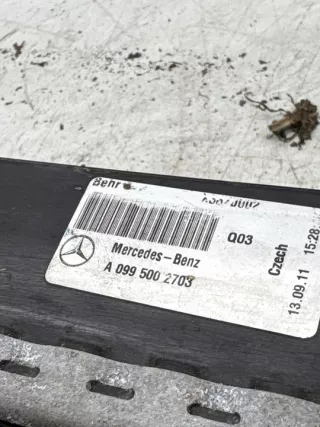 Behr
Mercedes-Benz
A 099 500 2703
Q03
Czech
13.09.11 15:28